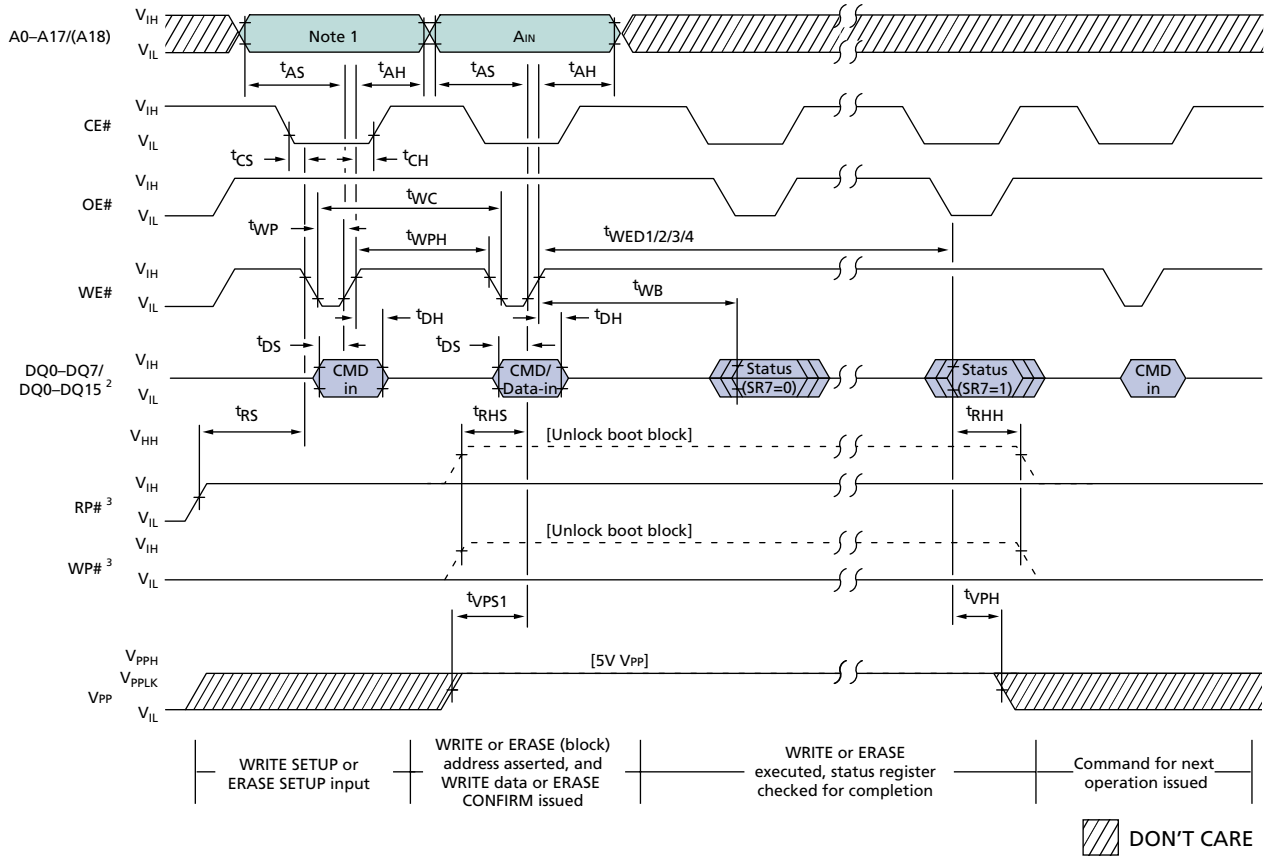 A0–A17/(A18)
VIH
VIL
Note 1
AIN
tAS
tAH
tAS
tAH
CE#
VIH
VIL
tCS
tCH
OE#
VIH
VIL
tWC
tWP
tWPH
tWED1/2/3/4
WE#
VIH
VIL
tWB
tDH
tDH
tDS
tDS
DQ0–DQ7/
DQ0–DQ15 2
VIH
VIL
CMD
in
CMD/
Data-in
Status
(SR7=0)
Status
(SR7=1)
CMD
in
tRS
tRHS
tRHH
[Unlock boot block]
VHH
VIH
RP# 3
VIL
[Unlock boot block]
VIH
WP# 3
VIL
tVPS1
tVPH
VPPH
[5V VPP]
VPPLK
VPP
VIL
WRITE SETUP or
ERASE SETUP input
WRITE or ERASE (block)
address asserted, and
WRITE data or ERASE
CONFIRM issued
WRITE or ERASE
executed, status register
checked for completion
Command for next
operation issued
DON'T CARE